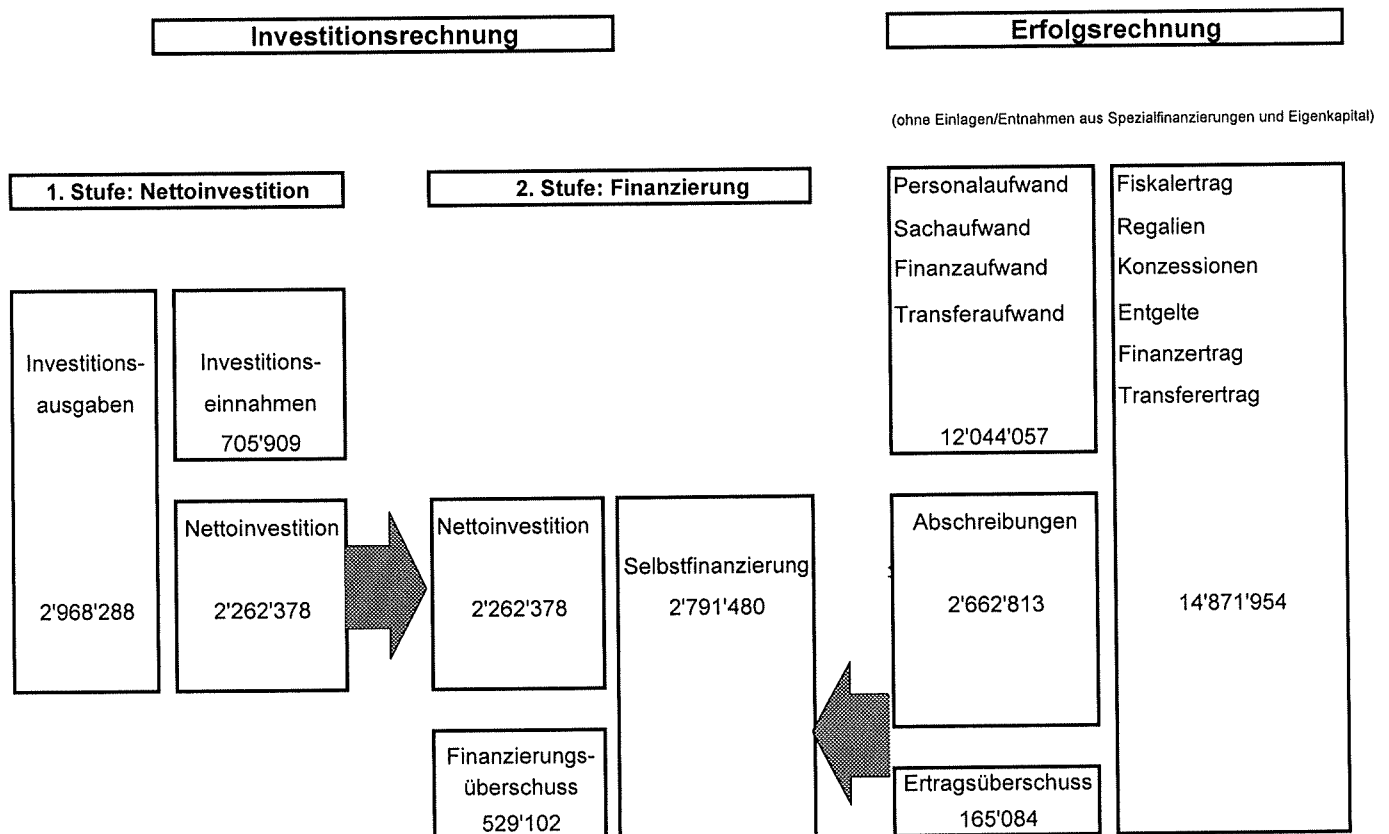 Investitionsrechnung
Erfolgsrechnung
(ohne Einlagen/Entnahmen aus Spezialfinanzierungen und Eigenkapital)
1. Stufe: Nettoinvestition
2. Stufe: Finanzierung
Investitions-
ausgaben
2'968'288
Investitions-
einnahmen
705'909
Nettoinvestition
2'262'378
Nettoinvestition
2'262'378
Finanzierungs-
überschuss
529'102
Selbstfinanzierung
2'791'480
Personalaufwand
Sachaufwand
Finanzaufwand
Transferaufwand
12'044'057
Abschreibungen
2'662'813
Ertragsüberschuss
165'084
Fiskalertrag
Regalien
Konzessionen
Entgelte
Finanzertrag
Transferertrag
14'871'954